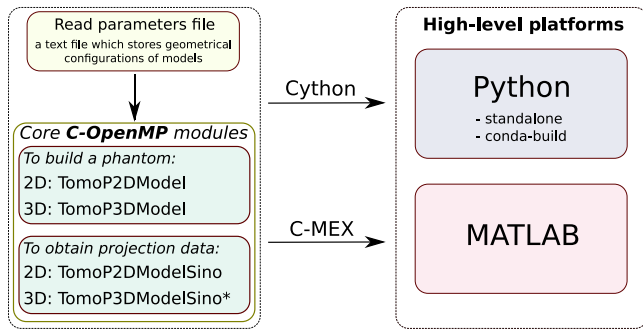 Read parameters file
a text file which stores geometrical
configurations of models
Core C-OpenMP modules
To build a phantom:
2D: TomoP2DModel
3D: TomoP3DModel
To obtain projection data:
2D: TomoP2DModelSino
3D: TomoP3DModelSino*
Cython
C-MEX
High-level platforms
Python
- standalone
- conda-build
MATLAB